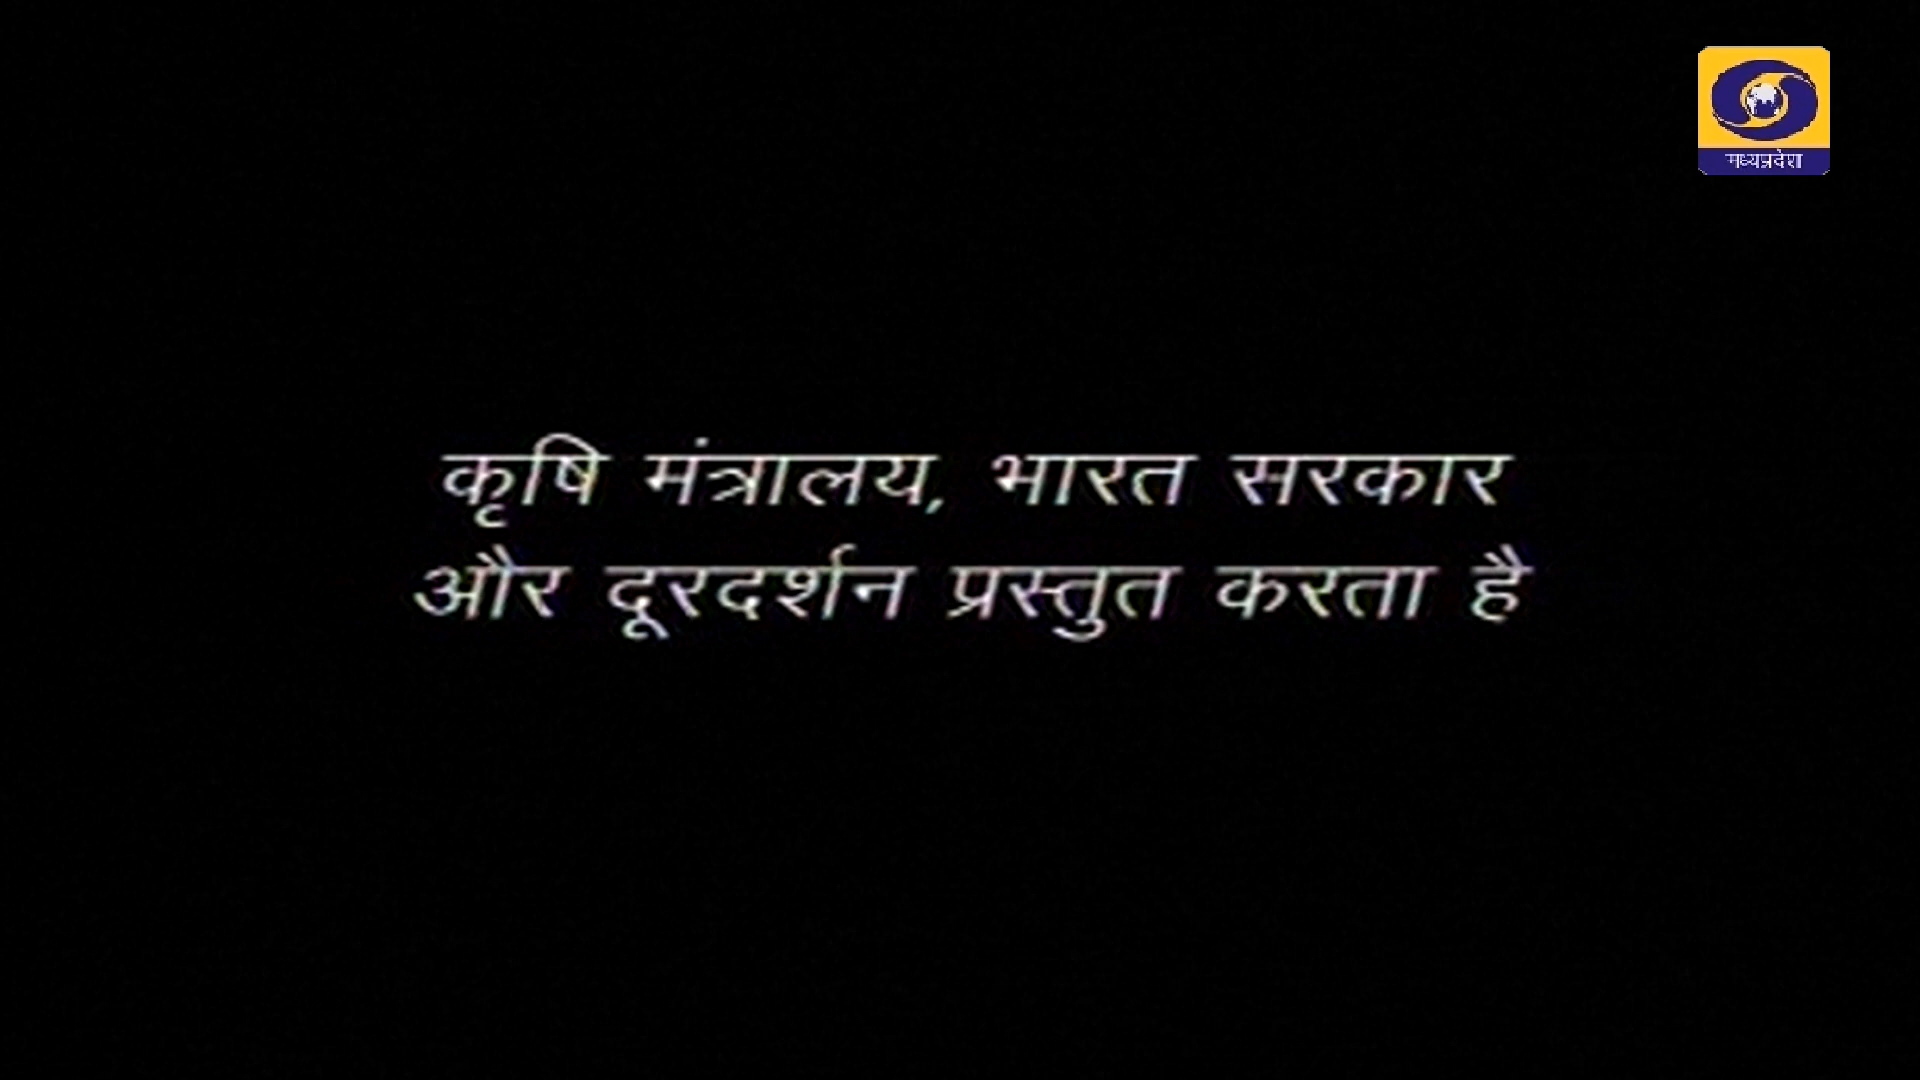 मध्यप्रदेश
कृषि मंत्रालय, भारत सरकार
और दूरदर्शन प्रस्तुत करता है